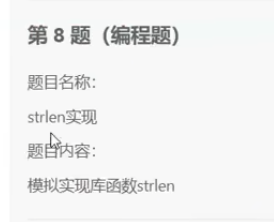 第 8 题（编程题）
题目名称：
strlen实现
题目内容：
模拟实现库函数strlen